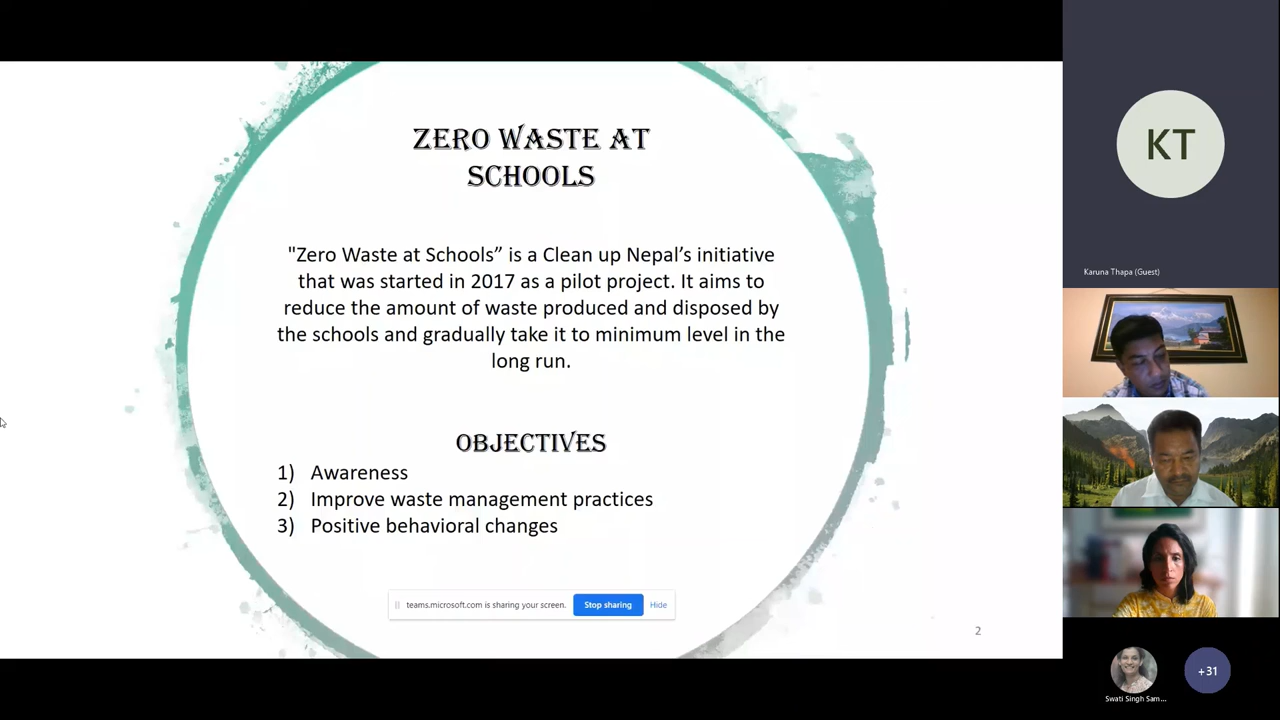 ZERO WASTE AT
SCHOOLS
"Zero Waste at Schools” is a Clean up Nepal’s initiative
that was started in 2017 as a pilot project. It aims to
reduce the amount of waste produced and disposed by
the schools and gradually take it to minimum level in the
long run.
OBJECTIVES
1) Awareness
2) Improve waste management practices
3) Positive behavioral changes
teams.microsoft.com is sharing your screen. Stop sharing Hide
2
KT
Karuna Thapa (Guest)
Swati Singh Sam...
+31